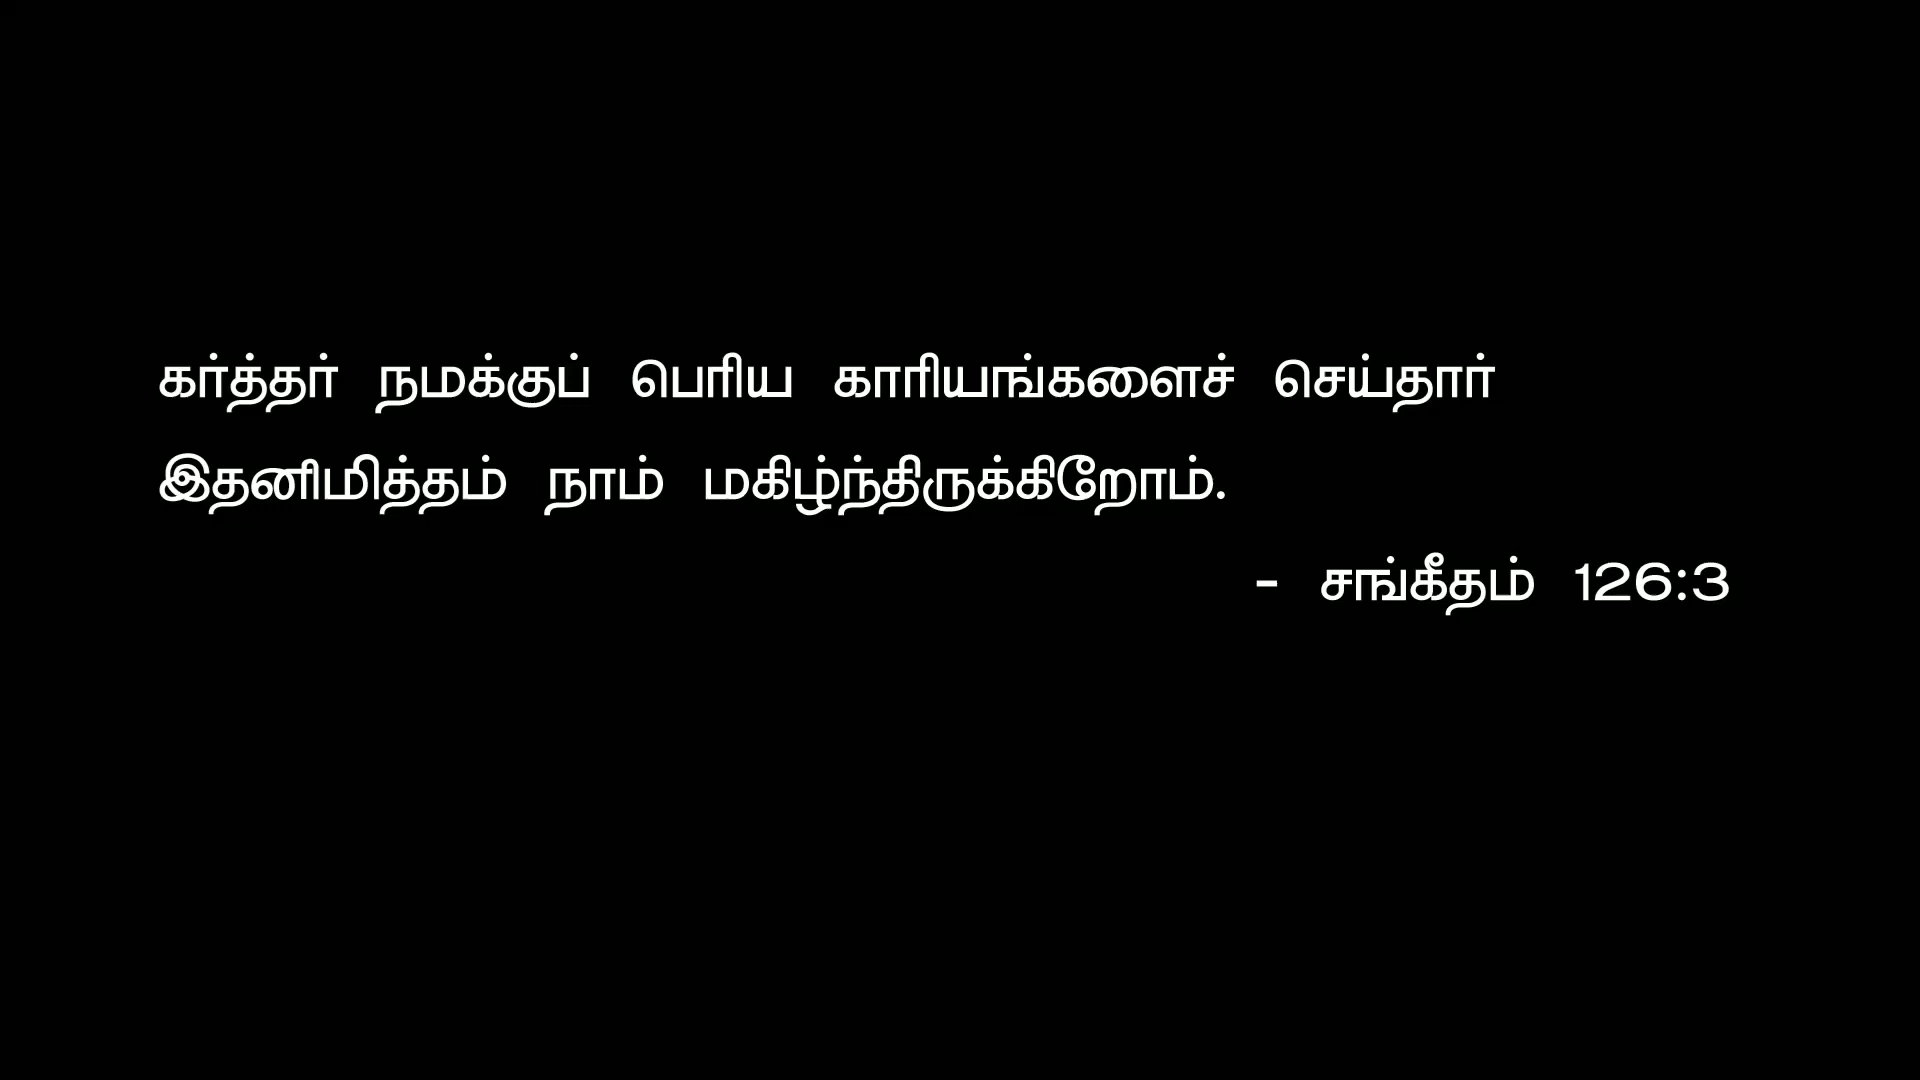 கர்த்தர் நமக்குப் பெரிய காரியங்களைச் செய்தார்
இதனிமித்தம் நாம் மகிழ்ந்திருக்கிறோம்.
- சங்கீதம் 126:3